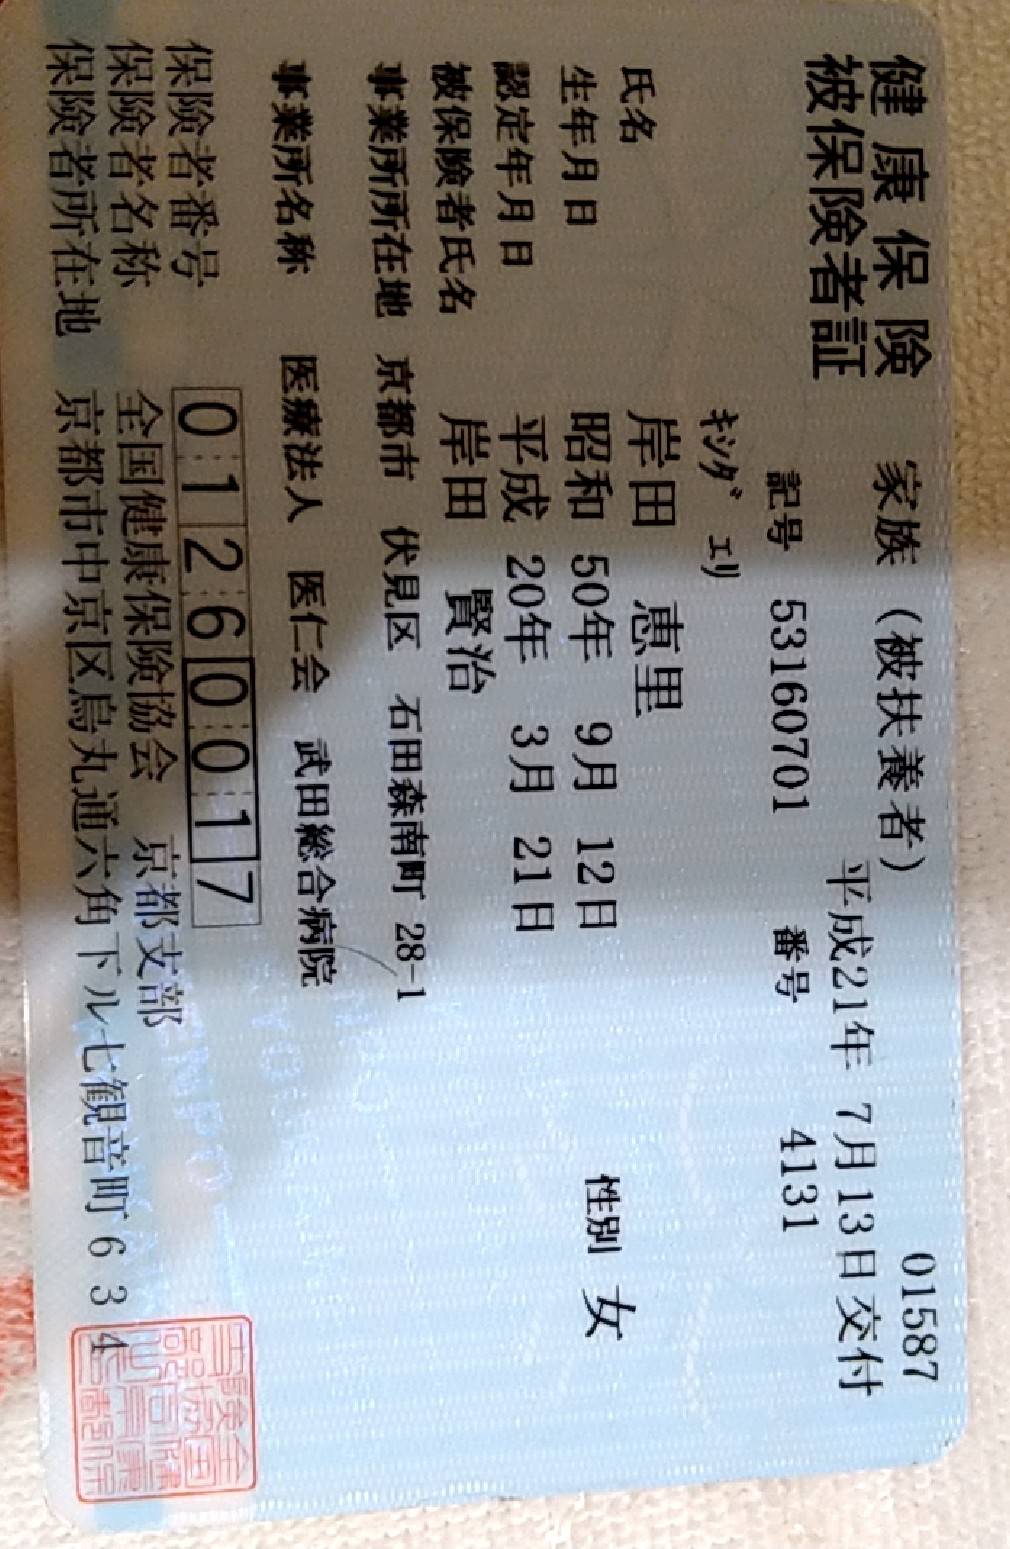 健康保険 家族（被扶養者） 01587
被保険者証 平成21年 7月13日交付
記号 53160701 番号 4131
ｷｼﾀﾞ ｴﾘ
氏名 岸田 恵里
生年月日 昭和 50年 9月 12日 性別 女
認定年月日 平成 20年 3月 21日
被保険者氏名 岸田 賢治
事業所所在地 京都市 伏見区 石田森南町 28-1
事業所名称 医療法人 医仁会 武田総合病院
保険者番号 01260017
保険者名称 全国健康保険協会 京都支部
保険者所在地 京都市中京区烏丸通六角下ル七観音町634